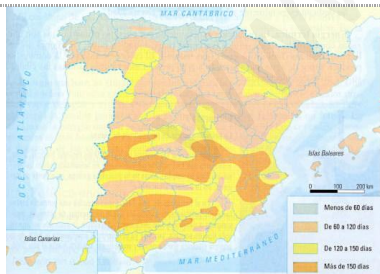 MAR CANTÁBRICO
OCÉANO ATLÁNTICO
Islas Baleares
0 100 200 km
Menos de 60 días
De 60 a 120 días
De 120 a 150 días
Más de 150 días
Islas Canarias
MAR MEDITERRÁNEO